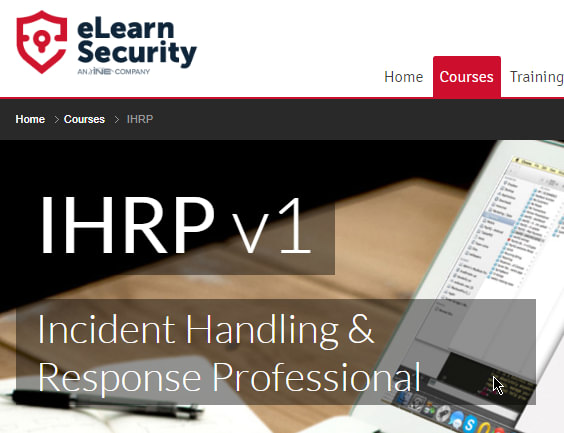 eLearn
Security
AN INE COMPANY
Home Courses Training
Home > Courses > IHRP
IHRP v1
Incident Handling &
Response Professional